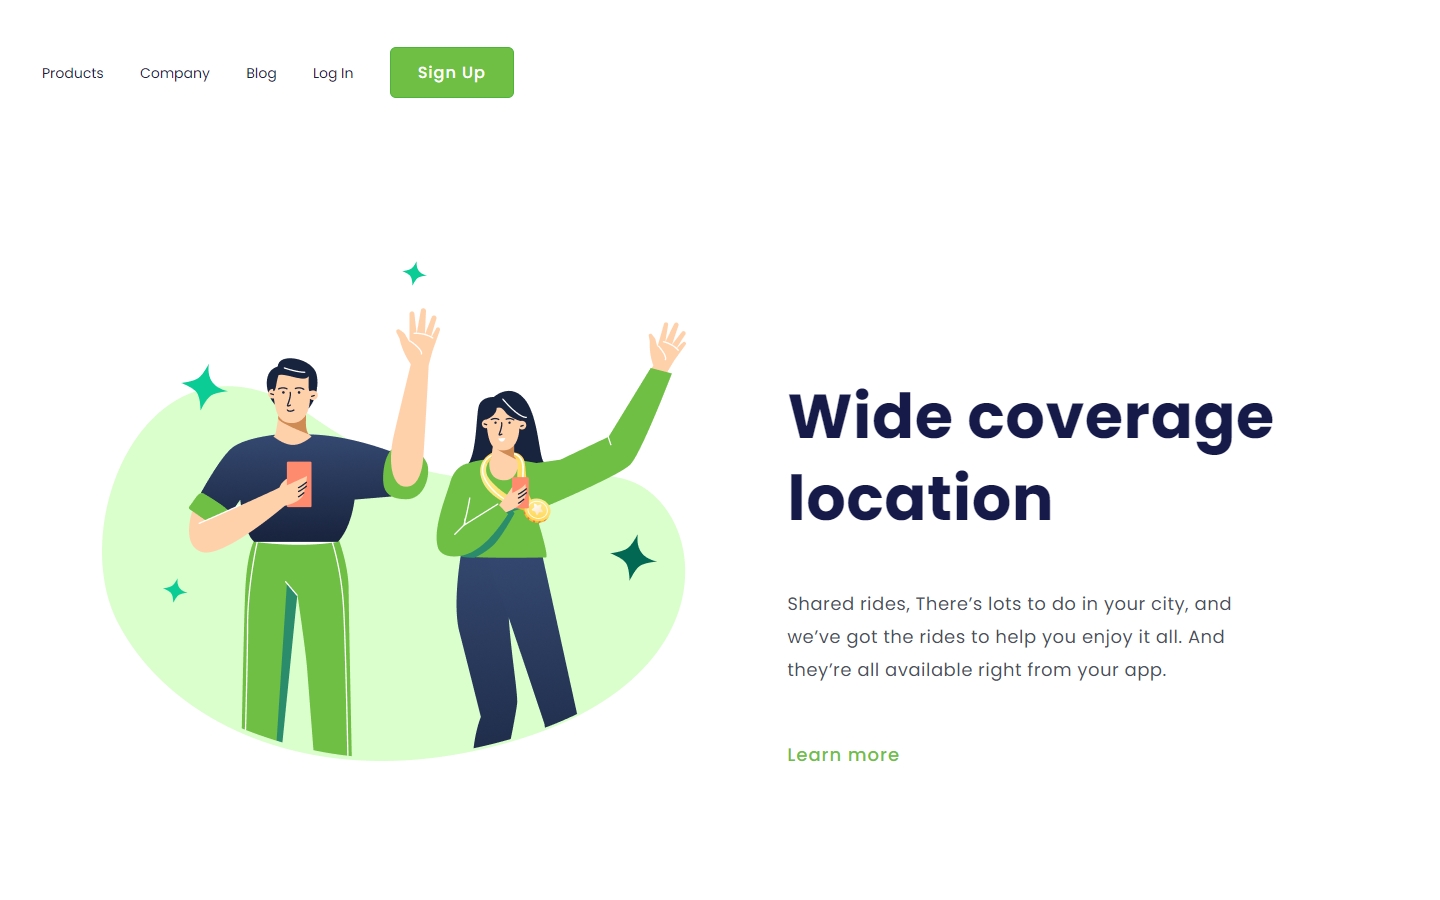 Products Company Blog Log In Sign Up
Wide coverage
location
Shared rides, There’s lots to do in your city, and
we’ve got the rides to help you enjoy it all. And
they’re all available right from your app.
Learn more